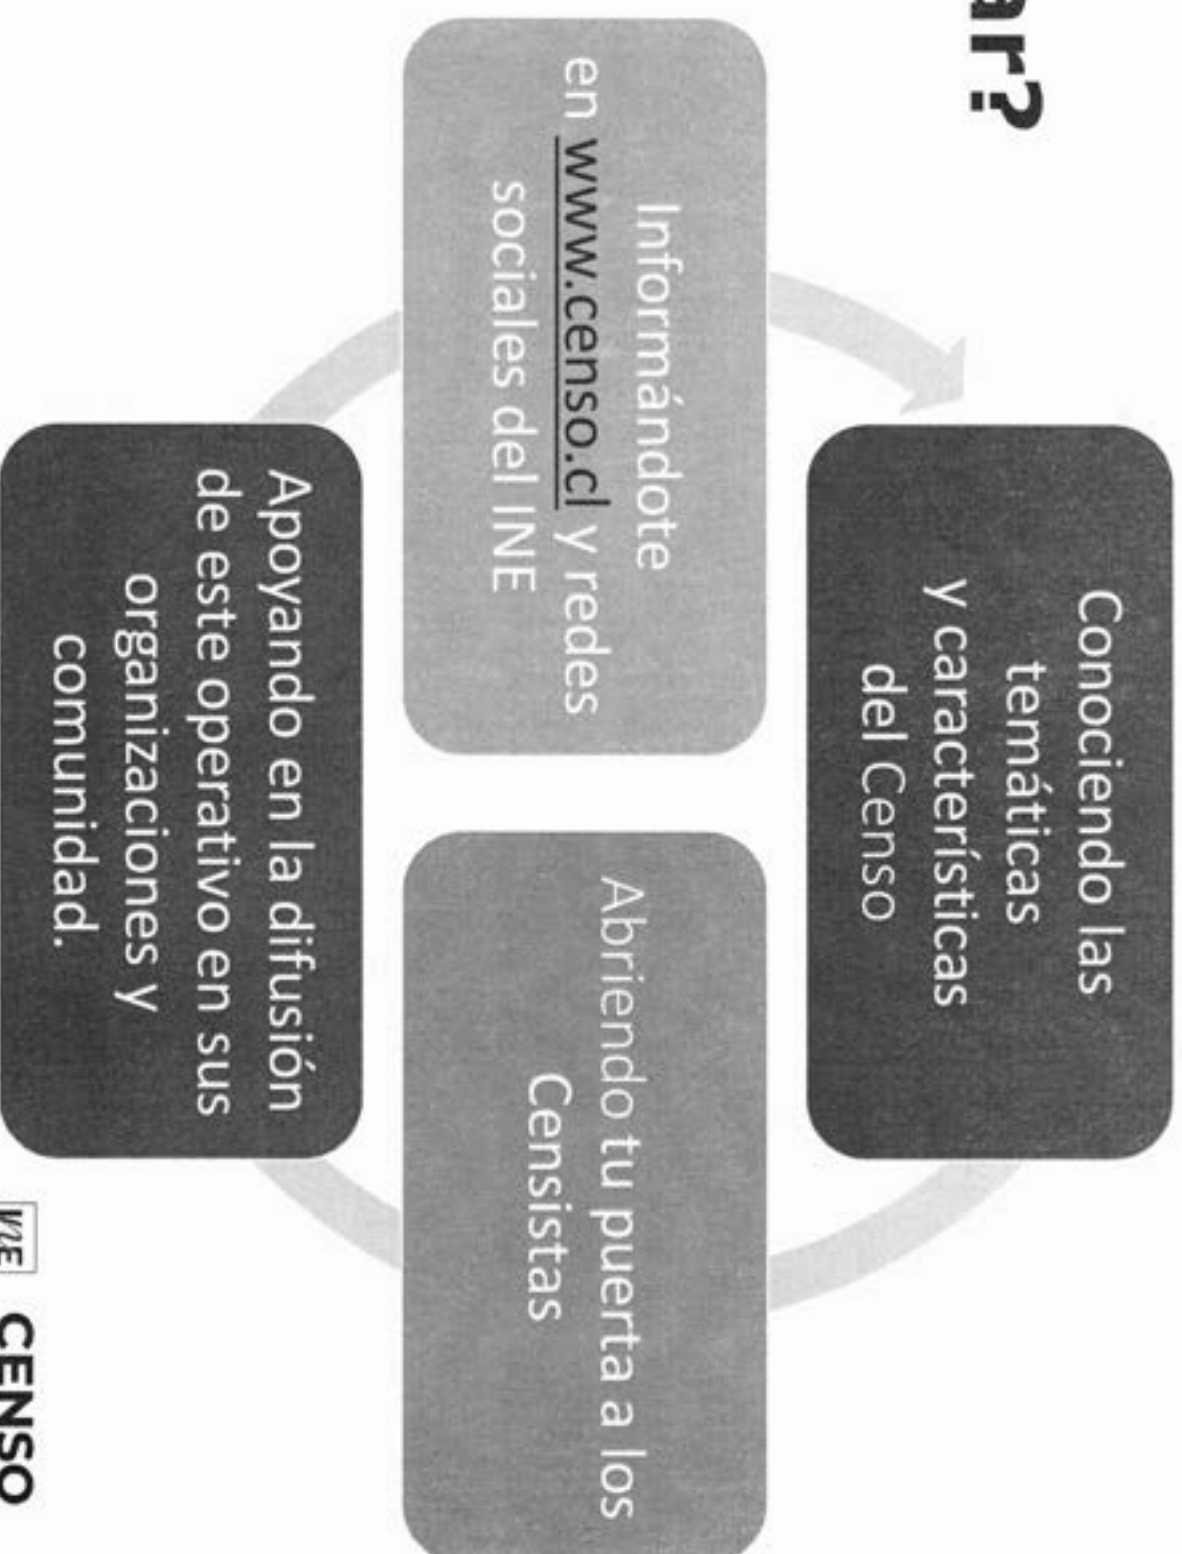 ar?
Conociendo las
temáticas
y características
del Censo
Abriendo tu puerta a los
Censistas
Apoyando en la difusión
de este operativo en sus
organizaciones y
comunidad.
Informándote
en www.censo.cl y redes
sociales del INE
INE
CENSO